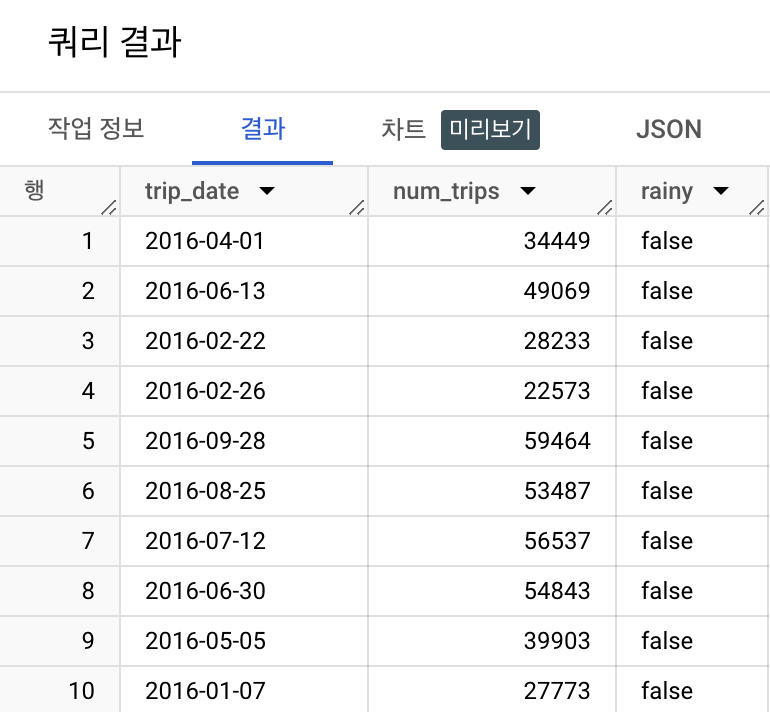 쿼리 결과
작업 정보 결과 차트 미리보기 JSON
행 trip_date num_trips rainy
1 2016-04-01 34449 false
2 2016-06-13 49069 false
3 2016-02-22 28233 false
4 2016-02-26 22573 false
5 2016-09-28 59464 false
6 2016-08-25 53487 false
7 2016-07-12 56537 false
8 2016-06-30 54843 false
9 2016-05-05 39903 false
10 2016-01-07 27773 false